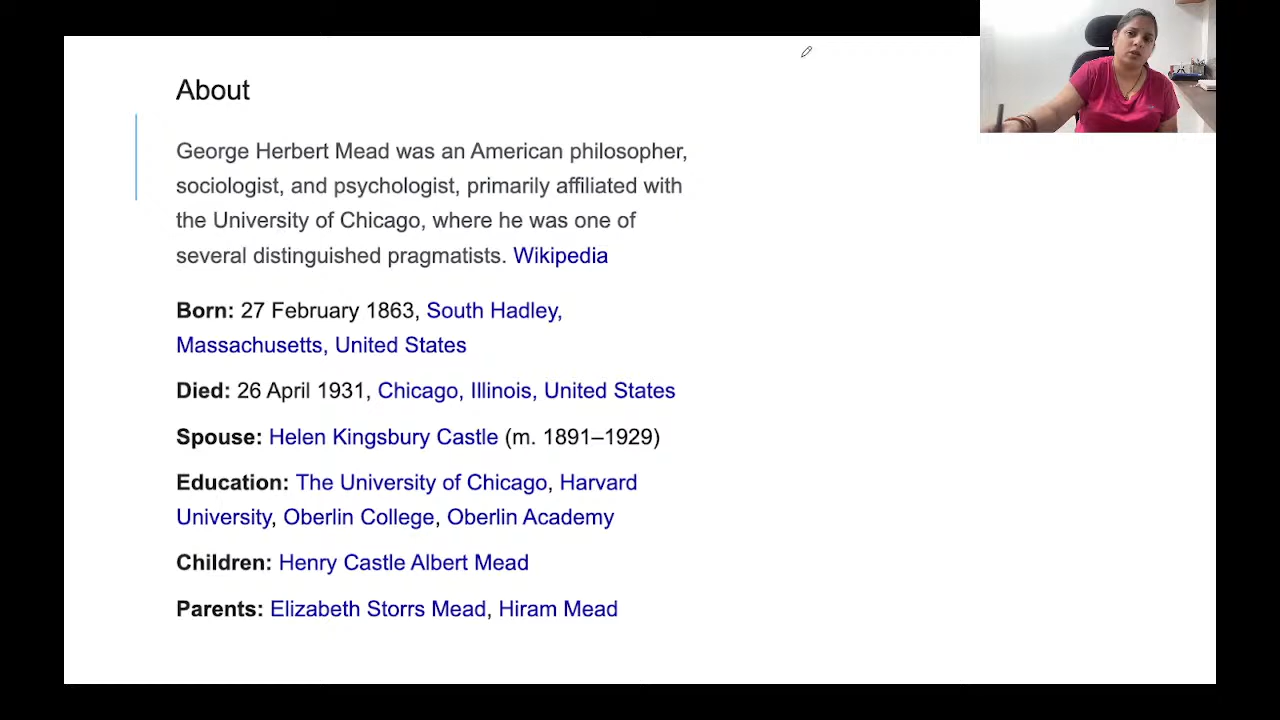 About
George Herbert Mead was an American philosopher,
sociologist, and psychologist, primarily affiliated with
the University of Chicago, where he was one of
several distinguished pragmatists. Wikipedia
Born: 27 February 1863, South Hadley,
Massachusetts, United States
Died: 26 April 1931, Chicago, Illinois, United States
Spouse: Helen Kingsbury Castle (m. 1891–1929)
Education: The University of Chicago, Harvard
University, Oberlin College, Oberlin Academy
Children: Henry Castle Albert Mead
Parents: Elizabeth Storrs Mead, Hiram Mead